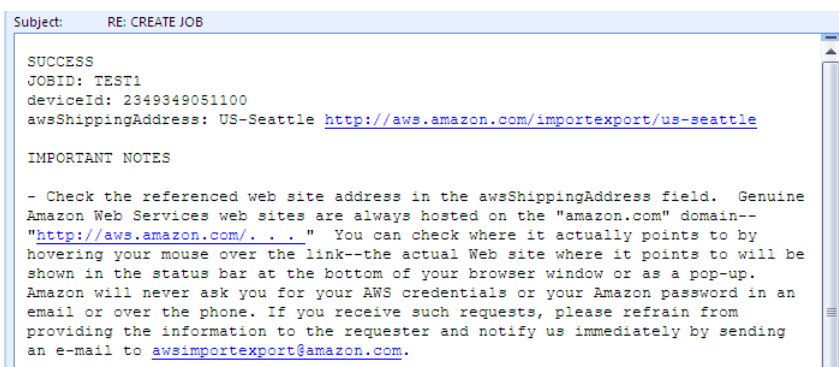 Subject: RE: CREATE JOB
SUCCESS
JOBID: TEST1
deviceId: 2349349051100
awsShippingAddress: US-Seattle http://aws.amazon.com/importexport/us-seattle
IMPORTANT NOTES
- Check the referenced web site address in the awsShippingAddress field.  Genuine
Amazon Web Services web sites are always hosted on the "amazon.com" domain--
"http://aws.amazon.com/. . . "  You can check where it actually points to by
hovering your mouse over the link--the actual Web site where it points to will be
shown in the status bar at the bottom of your browser window or as a pop-up.
Amazon will never ask you for your AWS credentials or your Amazon password in an
email or over the phone. If you receive such requests, please refrain from
providing the information to the requester and notify us immediately by sending
an e-mail to awsimportexport@amazon.com.